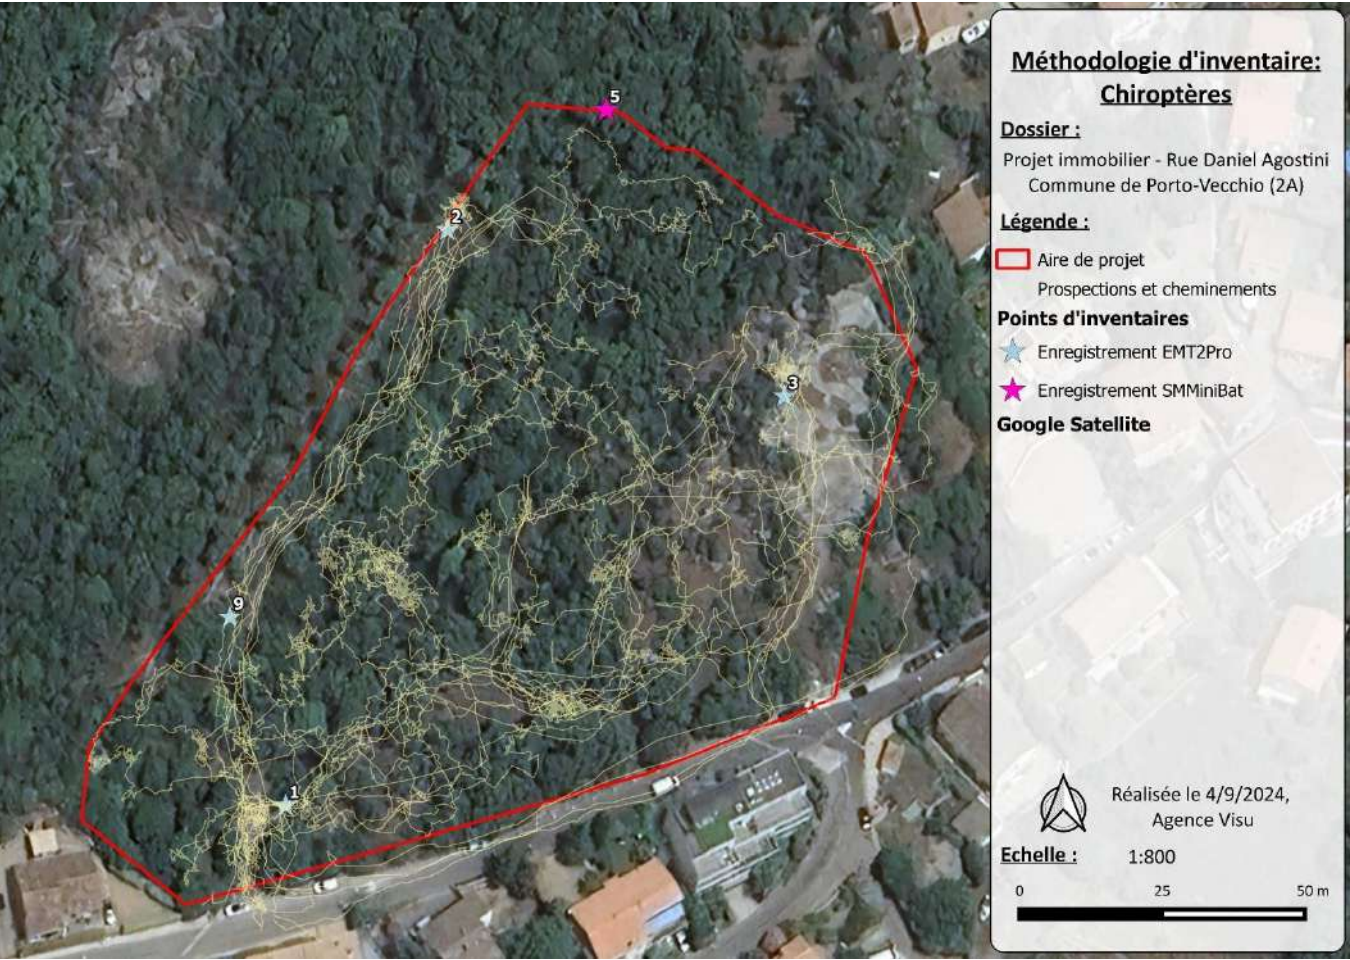 Méthodologie d'inventaire:
Chiroptères
Dossier :
Projet immobilier - Rue Daniel Agostini
Commune de Porto-Vecchio (2A)
Légende :
Aire de projet
Prospections et cheminements
Points d'inventaires
Enregistrement EMT2Pro
Enregistrement SMMiniBat
Google Satellite
N
Réalisée le 4/9/2024,
Agence Visu
Echelle :
1:800
0 25 50 m
5
2
3
9
1